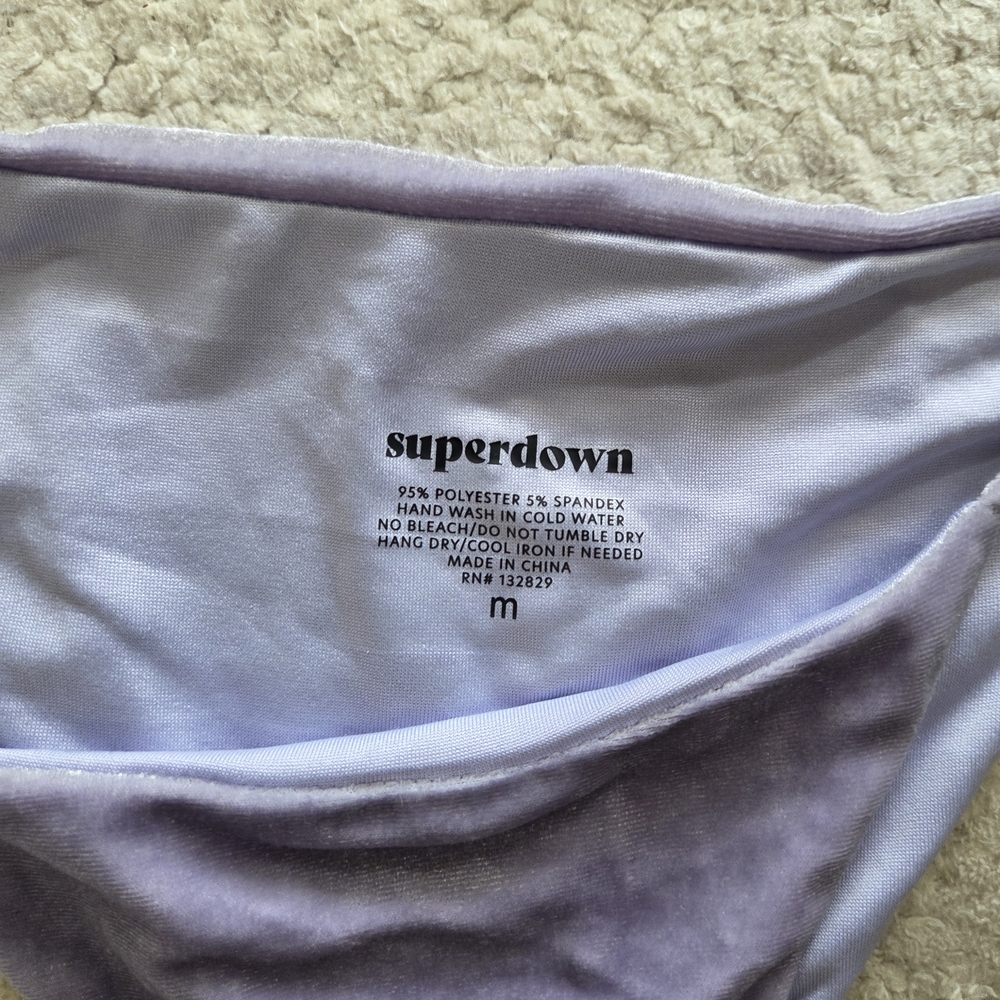 superdown
95% POLYESTER 5% SPANDEX
HAND WASH IN COLD WATER
NO BLEACH/DO NOT TUMBLE DRY
HANG DRY/COOL IRON IF NEEDED
MADE IN CHINA
RN# 132829
m